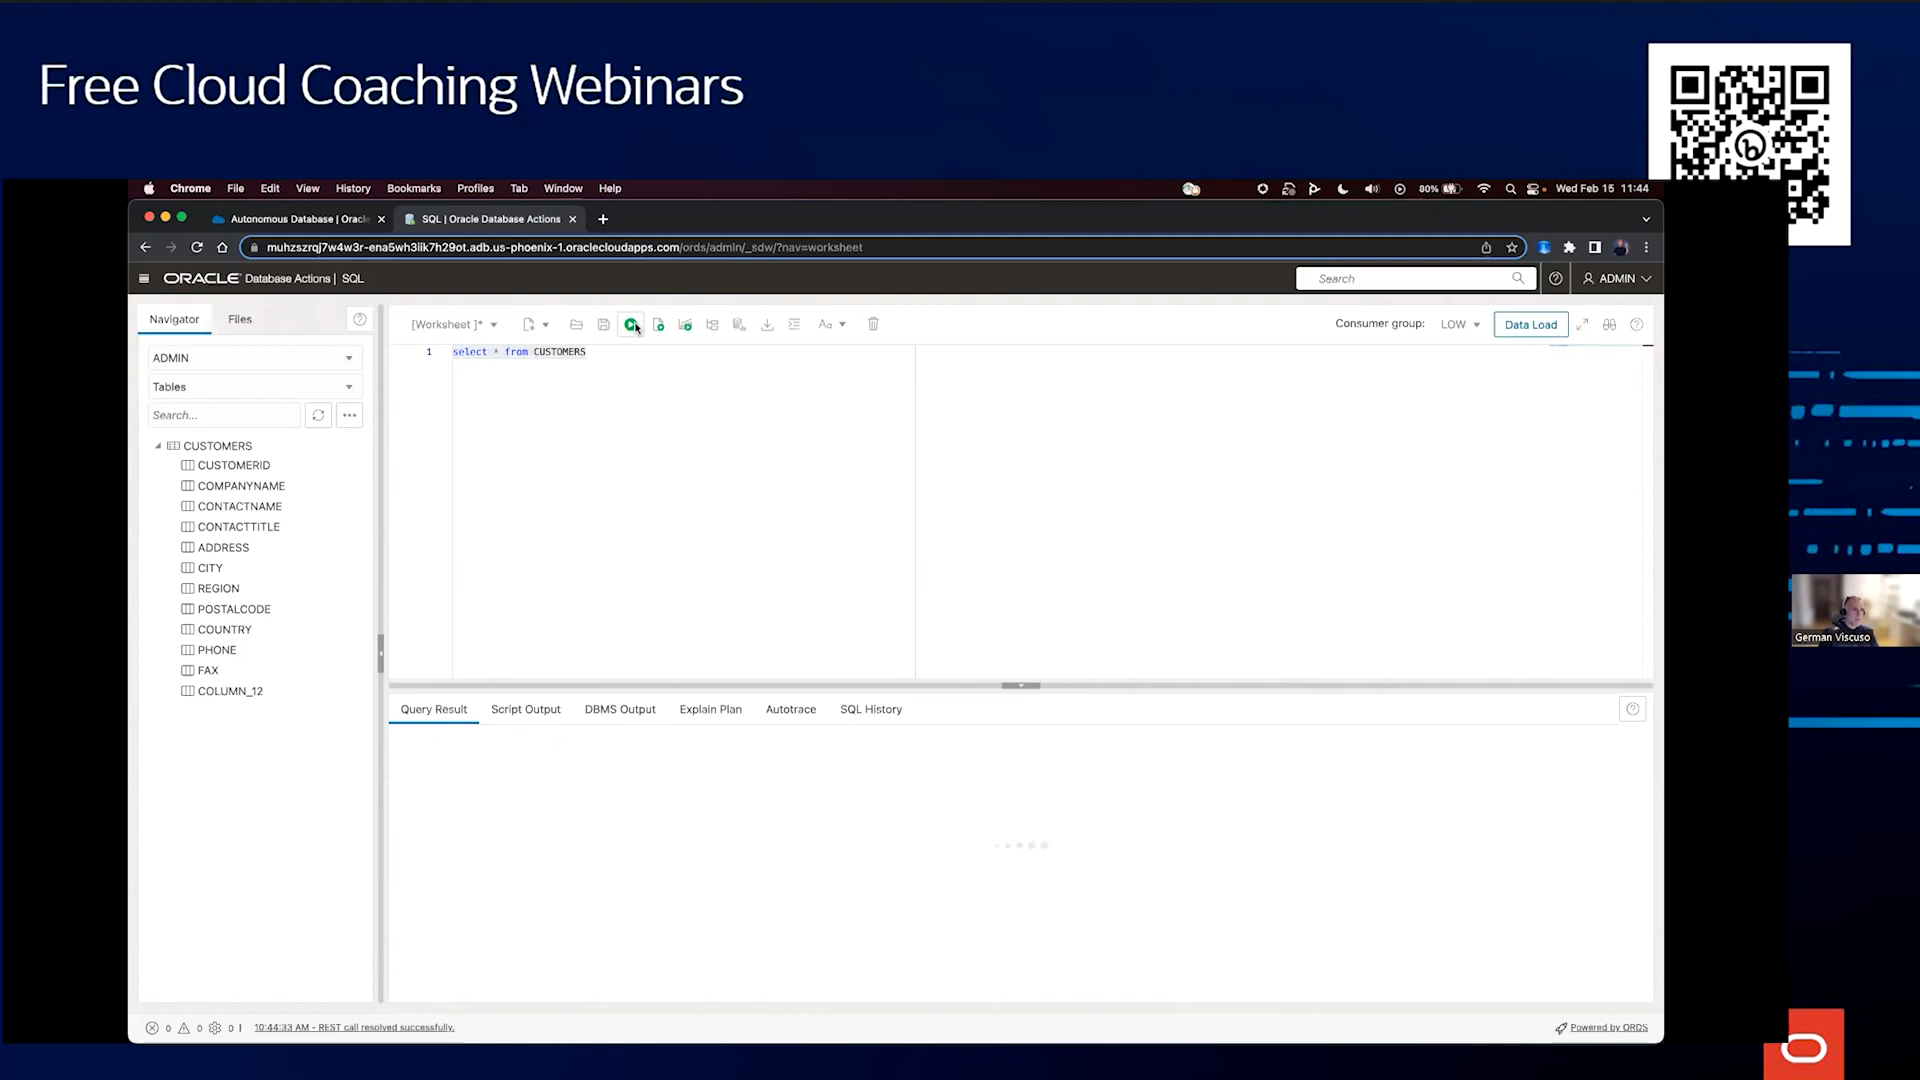 Free Cloud Coaching Webinars
Chrome File Edit View History Bookmarks Profiles Tab Window Help
80% Wed Feb 15 11:44
Autonomous Database | Oracle
SQL | Oracle Database Actions
muhzszrqj7w4w3r-ena5wh3iik7h29ot.adb.us-phoenix-1.oraclecloudapps.com/ords/admin/_sdw/?nav=worksheet
ORACLE Database Actions | SQL
Search
ADMIN
Navigator Files
[Worksheet ]* Aa
Consumer group: LOW Data Load
1 select * from CUSTOMERS
ADMIN
Tables
Search...
CUSTOMERS
CUSTOMERID
COMPANYNAME
CONTACTNAME
CONTACTTITLE
ADDRESS
CITY
REGION
POSTALCODE
COUNTRY
PHONE
FAX
COLUMN_12
German Viscuso
Query Result Script Output DBMS Output Explain Plan Autotrace SQL History
0 0 0 | 10:44:33 AM - REST call resolved successfully.
Powered by ORDS